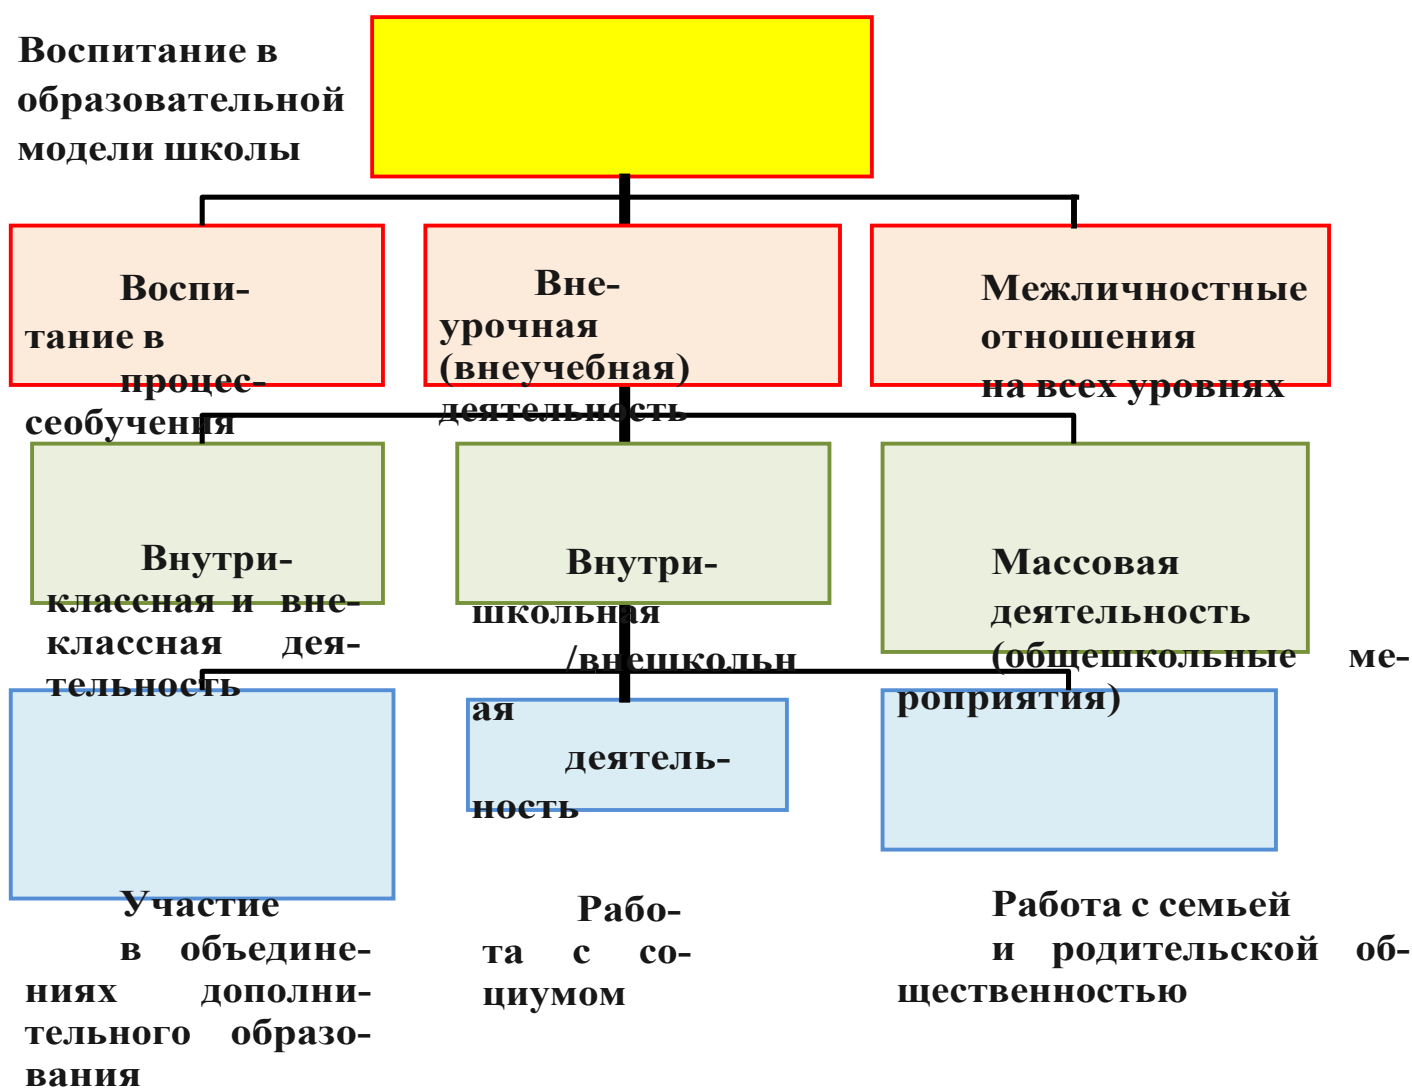 Воспитание в
образовательной
модели школы
Воспи-
тание в
процес-
сеобучения
Вне-
урочная
(внеучебная)
деятельность
Межличностные
отношения
на всех уровнях
Внутри-
классная и вне-
классная дея-
тельность
Внутри-
школьная
/внешкольн
ая
деятель-
ность
Массовая
деятельность
(общешкольные ме-
роприятия)
Участие
в объедине-
ниях дополни-
тельного образо-
вания
Рабо-
та с со-
циумом
Работа с семьей
и родительской об-
щественностью